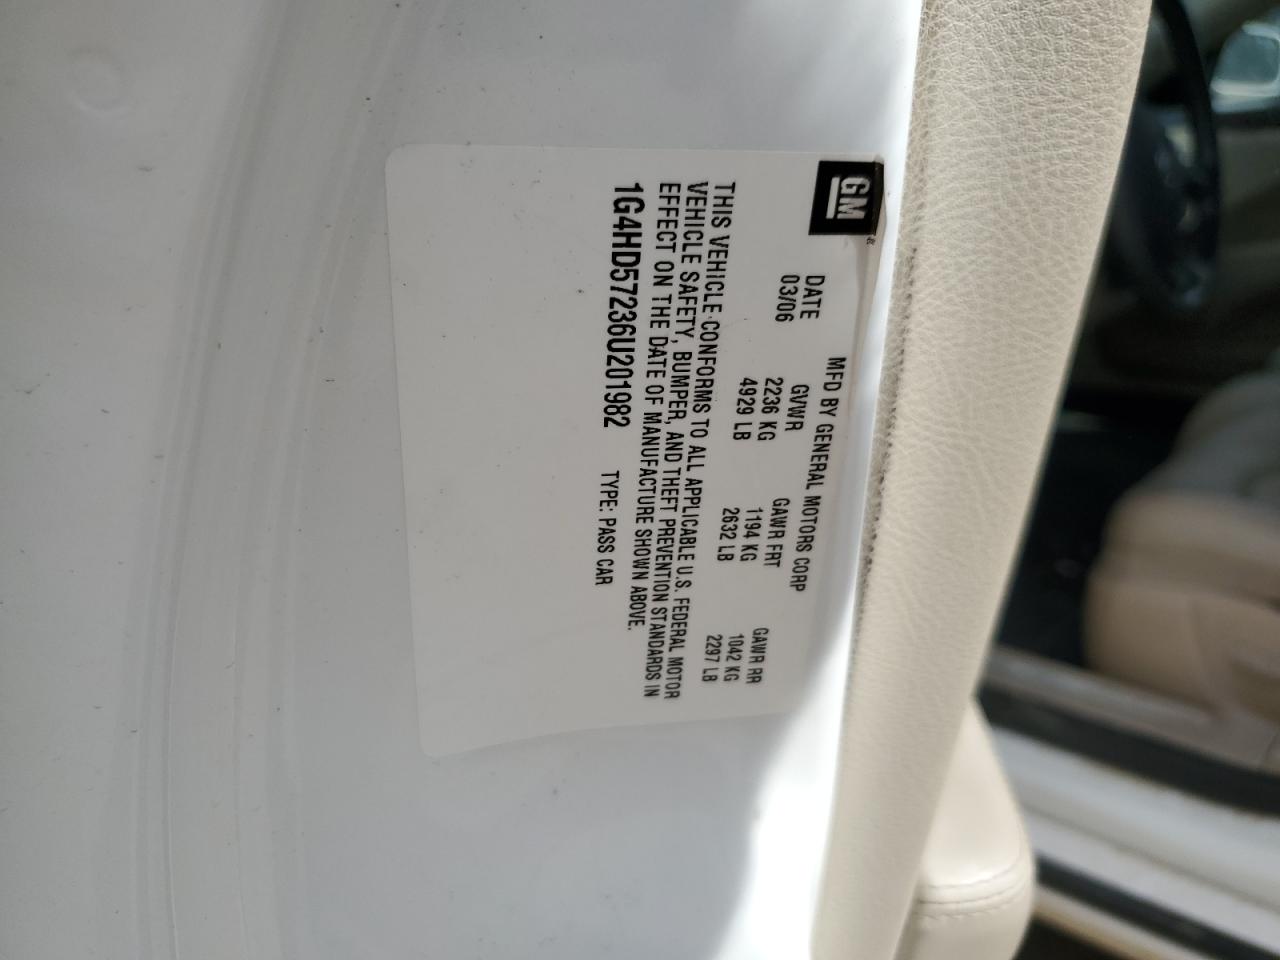 GM
®
MFD BY GENERAL MOTORS CORP
DATE GVWR GAWR FRT GAWR RR
03/06 2236 KG 1194 KG 1042 KG
4929 LB 2632 LB 2297 LB
THIS VEHICLE CONFORMS TO ALL APPLICABLE U.S. FEDERAL MOTOR
VEHICLE SAFETY, BUMPER, AND THEFT PREVENTION STANDARDS IN
EFFECT ON THE DATE OF MANUFACTURE SHOWN ABOVE.
1G4HD57236U201982 TYPE: PASS CAR